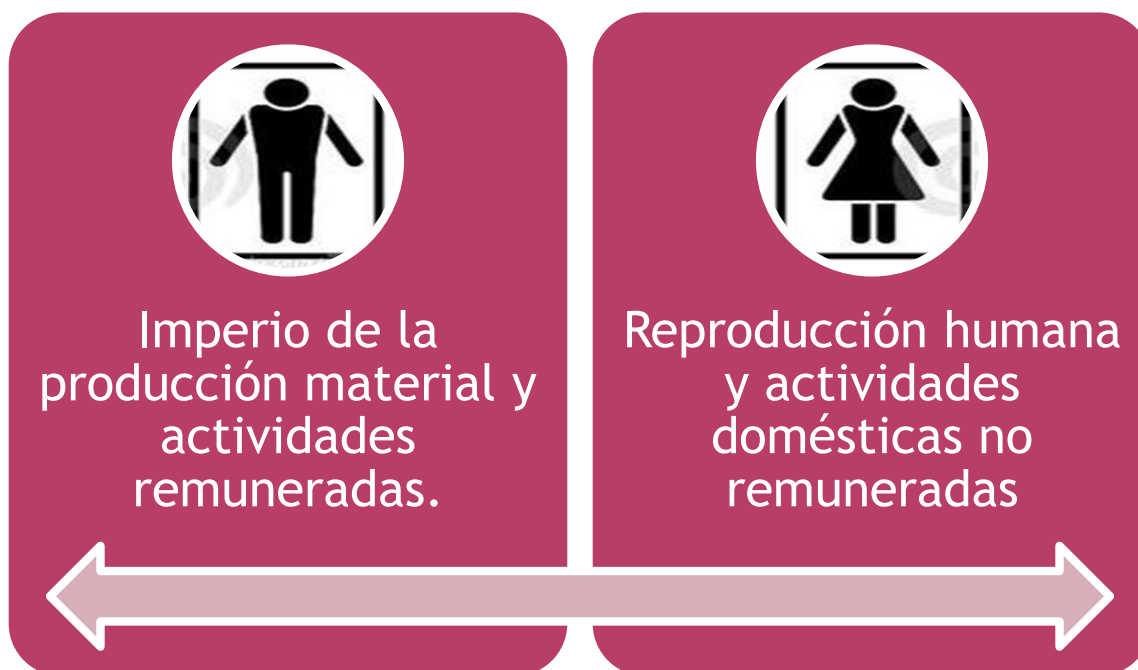 Imperio de la
producción material y
actividades
remuneradas.
Reproducción humana
y actividades
domésticas no
remuneradas